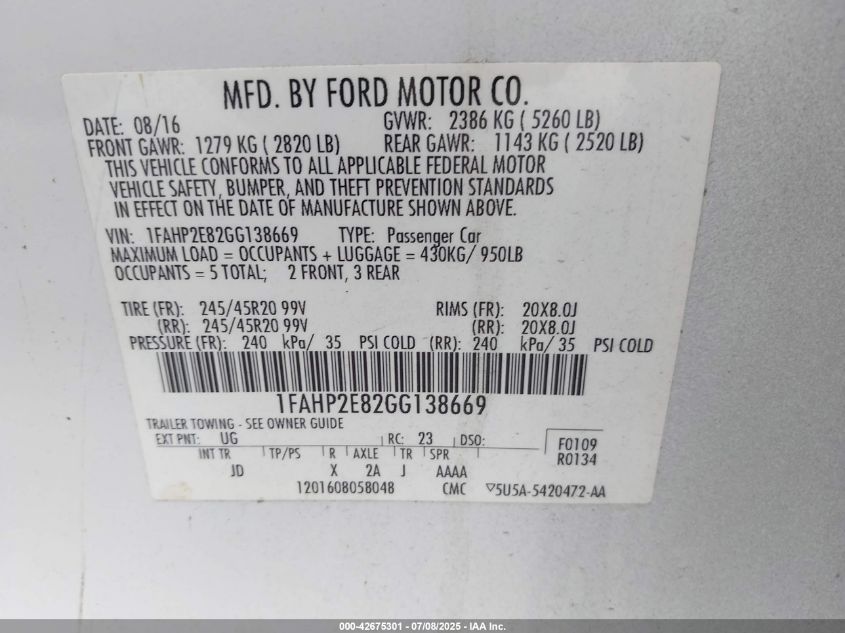 MFD. BY FORD MOTOR CO.
DATE: 08/16 GVWR: 2386 KG ( 5260 LB)
FRONT GAWR: 1279 KG ( 2820 LB) REAR GAWR: 1143 KG ( 2520 LB)
THIS VEHICLE CONFORMS TO ALL APPLICABLE FEDERAL MOTOR
VEHICLE SAFETY, BUMPER, AND THEFT PREVENTION STANDARDS
IN EFFECT ON THE DATE OF MANUFACTURE SHOWN ABOVE.
VIN: 1FAHP2E82GG138669 TYPE: Passenger Car
MAXIMUM LOAD = OCCUPANTS + LUGGAGE = 430KG/ 950LB
OCCUPANTS = 5 TOTAL; 2 FRONT, 3 REAR
TIRE (FR): 245/45R20 99V RIMS (FR): 20X8.0J
(RR): 245/45R20 99V (RR): 20X8.0J
PRESSURE (FR): 240 kPa/ 35 PSI COLD (RR): 240 kPa/ 35 PSI COLD
1FAHP2E82GG138669
TRAILER TOWING - SEE OWNER GUIDE
EXT PNT: UG RC: 23 DSO: F0109
INT TR TP/PS R AXLE TR SPR R0134
JD X 2A J AAAA
1201608058048 CMC ▽5U5A-5420472-AA
000-42675301 - 07/08/2025 - IAA Inc.